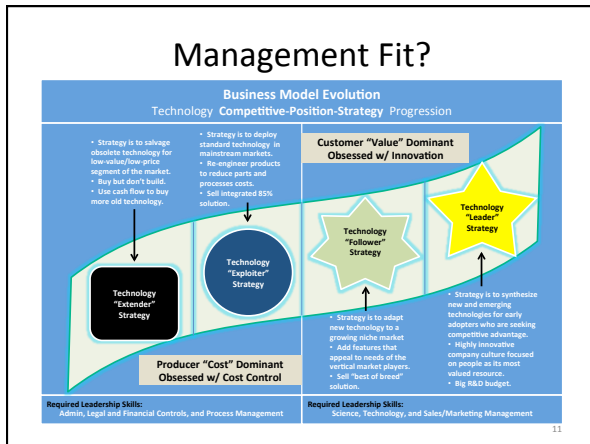 Management Fit?
Business Model Evolution
Technology Competitive-Position-Strategy Progression
• Strategy is to salvage
obsolete technology for
low-value/low-price
segment of the market.
• Buy but don't build.
• Use cash flow to buy
more old technology.
• Strategy is to deploy
standard technology in
mainstream markets.
• Re-engineer products
to reduce parts and
processes costs.
• Sell integrated 85%
solution.
Customer "Value" Dominant
Obsessed w/ Innovation
Technology
"Extender"
Strategy
Technology
"Exploiter"
Strategy
Technology
"Follower"
Strategy
Technology
"Leader"
Strategy
Producer "Cost" Dominant
Obsessed w/ Cost Control
• Strategy is to adapt
new technology to a
growing niche market
• Add features that
appeal to needs of the
vertical market players.
• Sell "best of breed"
solution.
• Strategy is to synthesize
new and emerging
technologies for early
adopters who are seeking
competitive advantage.
• Highly innovative
company culture focused
on people as its most
valued resource.
• Big R&D budget.
Required Leadership Skills:
Admin, Legal and Financial Controls, and Process Management
Required Leadership Skills:
Science, Technology, and Sales/Marketing Management
11